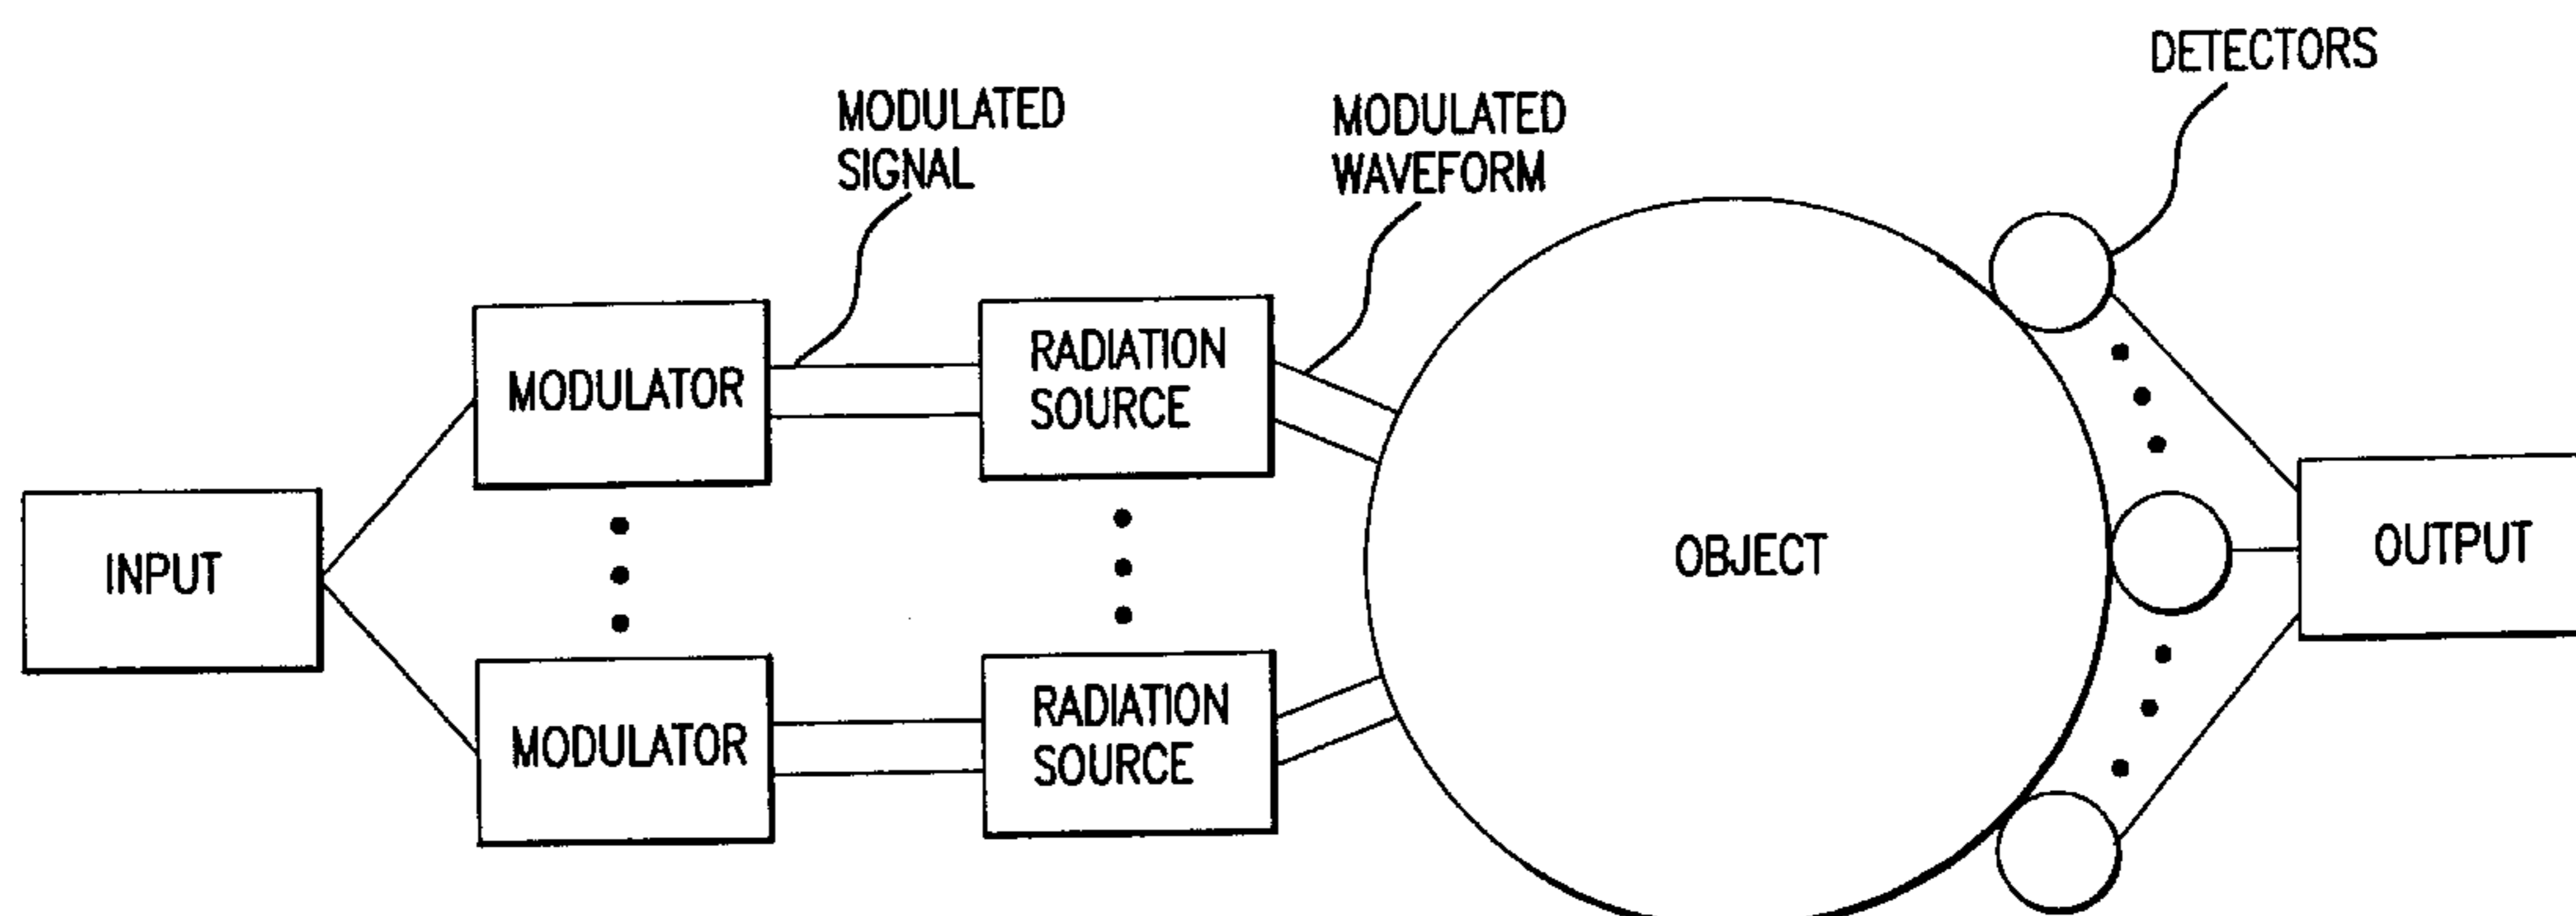 DETECTORS
MODULATED
SIGNAL
MODULATED
WAVEFORM
MODULATOR
RADIATION
SOURCE
INPUT
OBJECT
OUTPUT
MODULATOR
RADIATION
SOURCE